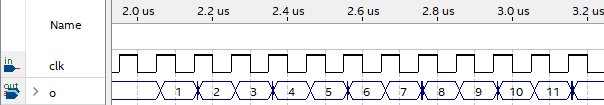 Name 2.0 us 2.2 us 2.4 us 2.6 us 2.8 us 3.0 us 3.2 us
in clk
out o 1 2 3 4 5 6 7 8 9 10 11